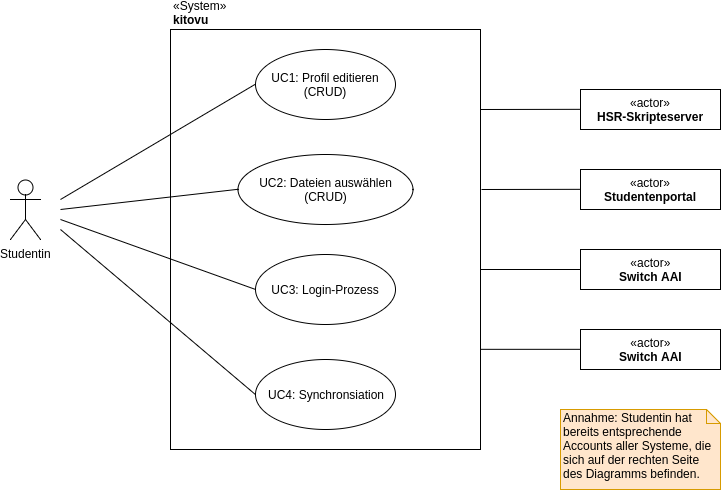 «System»
kitovu
UC1: Profil editieren
(CRUD)
UC2: Dateien auswählen
(CRUD)
UC3: Login-Prozess
UC4: Synchronsiation
Studentin
«actor»
HSR-Skripteserver
«actor»
Studentenportal
«actor»
Switch AAI
«actor»
Switch AAI
Annahme: Studentin hat
bereits entsprechende
Accounts aller Systeme, die
sich auf der rechten Seite
des Diagramms befinden.